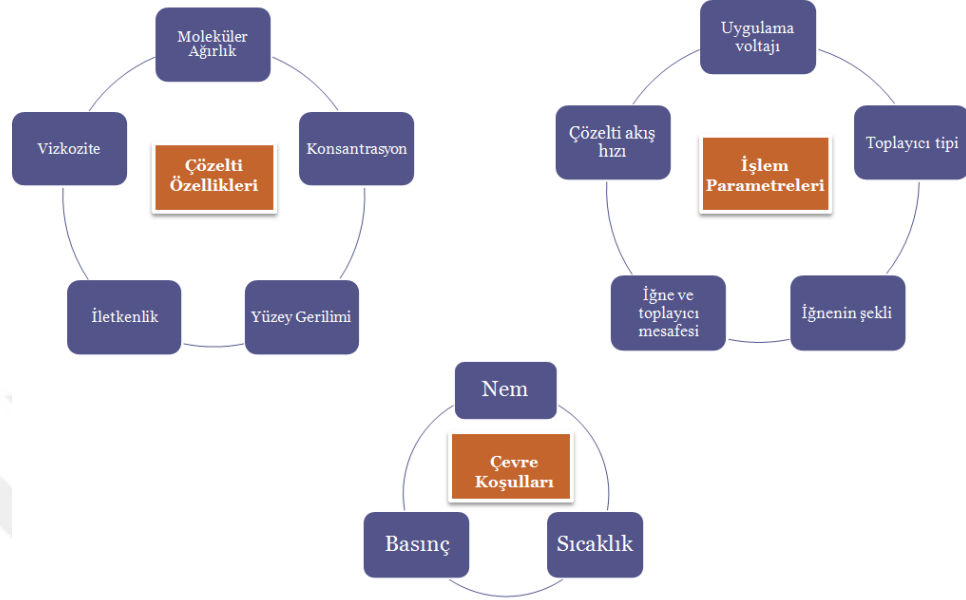 Moleküler
Ağırlık
Vizkozite
Konsantrasyon
Çözelti
Özellikleri
İletkenlik
Yüzey Gerilimi
Uygulama
voltajı
Çözelti akış
hızı
Toplayıcı tipi
İşlem
Parametreleri
İğne ve
toplayıcı
mesafesi
İğnenin şekli
Nem
Çevre
Koşulları
Basınç
Sıcaklık